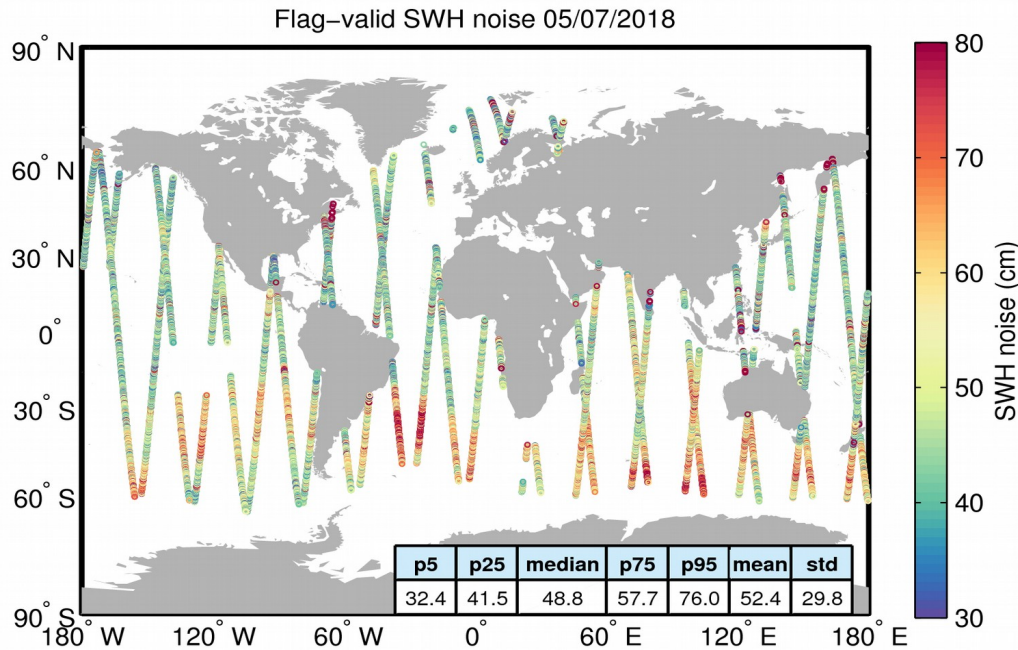 Flag−valid SWH noise 05/07/2018
90° N
60° N
30° N
0°
30° S
60° S
90° S
180° W
120° W
60° W
0°
60° E
120° E
180° E
80
70
60
50
40
30
SWH noise (cm)
p5 p25 median p75 p95 mean std
32.4 41.5 48.8 57.7 76.0 52.4 29.8